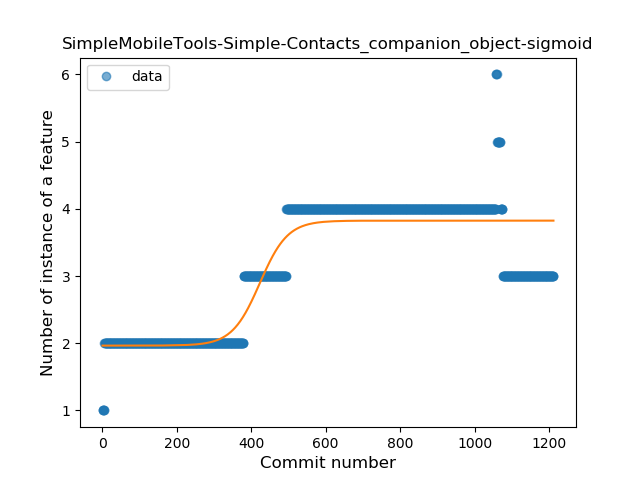 SimpleMobileTools-Simple-Contacts_companion_object-sigmoid
data
Number of instance of a feature
6
5
4
3
2
1
0 200 400 600 800 1000 1200
Commit number